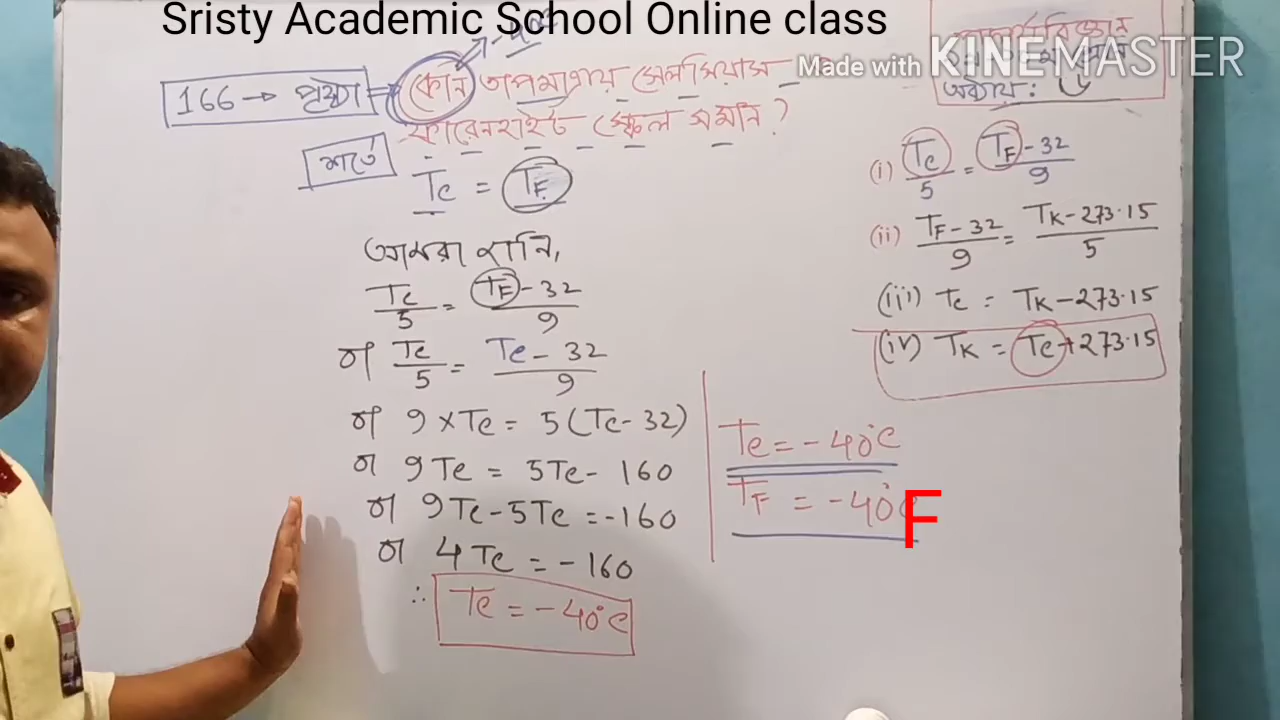 Sristy Academic School Online class
Made with KINEMASTER
অধ্যায় : ৬
-40°
166 → পৃষ্ঠা ⇒ কোন তাপমাত্রায় সেলসিয়াস ও
ফারেনহাইট স্কেল সমান?
শর্তে
Tc = TF
আমরা জানি,
Tc/5 = TF - 32/9
বা Tc/5 = Tc - 32/9
বা 9 × Tc = 5 (Tc - 32)
বা 9Tc = 5Tc - 160
বা 9Tc - 5Tc = -160
বা 4Tc = - 160
∴ Tc = - 40°C
Tc = - 40°C
TF = - 40° F
(i) Tc/5 = TF - 32/9
(ii) TF - 32/9 = TK - 273.15/5
(iii) Tc = TK - 273.15
(iv) TK = Tc + 273.15